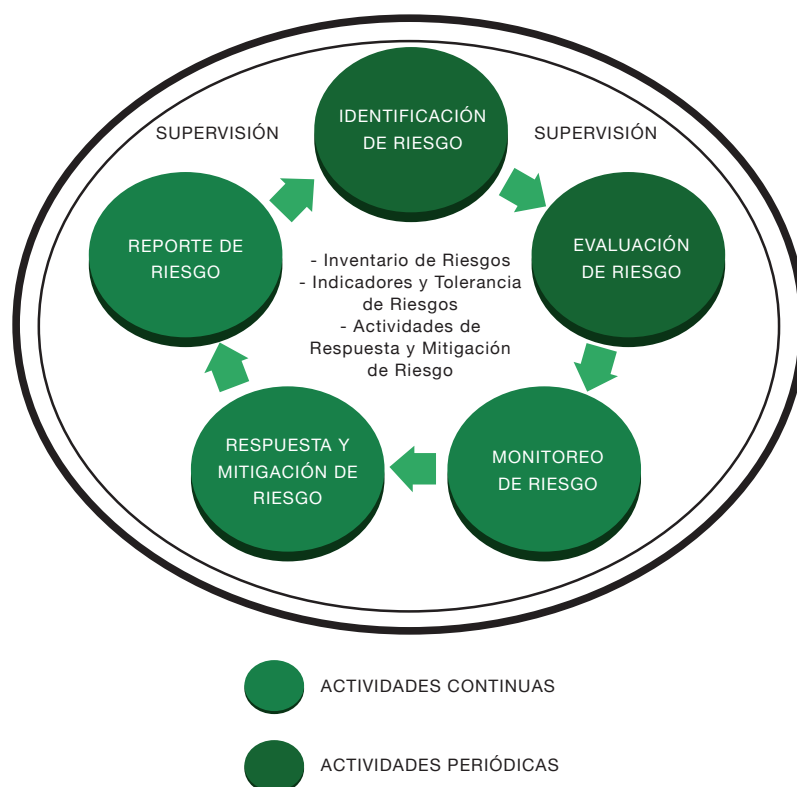 IDENTIFICACIÓN
DE RIESGO
SUPERVISIÓN
SUPERVISIÓN
REPORTE DE
RIESGO
EVALUACIÓN
DE RIESGO
- Inventario de Riesgos
- Indicadores y Tolerancia
de Riesgos
- Actividades de
Respuesta y Mitigación
de Riesgo
RESPUESTA Y
MITIGACIÓN DE
RIESGO
MONITOREO
DE RIESGO
ACTIVIDADES CONTINUAS
ACTIVIDADES PERIÓDICAS